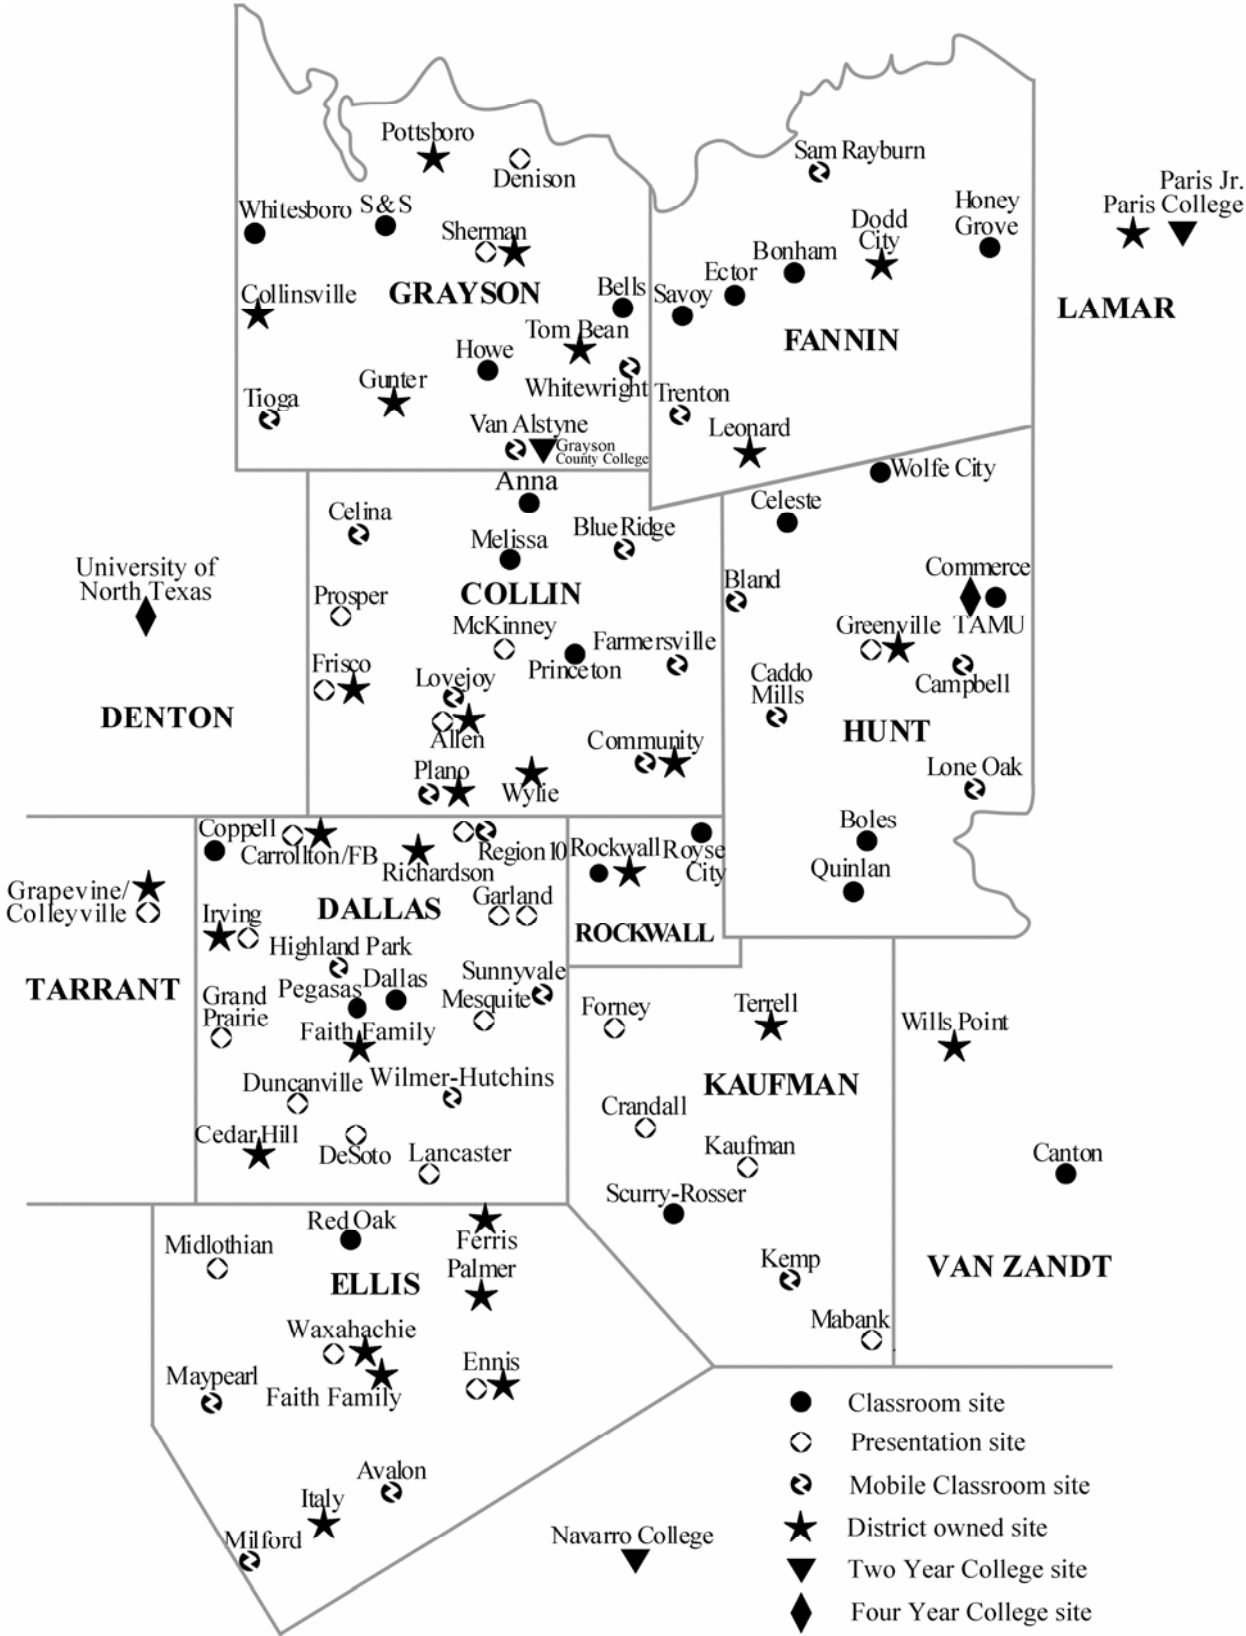 Pottsboro
Denison
Whitesboro
S&S
Sherman
Collinsville
GRAYSON
Bells
Tom Bean
Howe
Whitewright
Gunter
Tioga
Van Alstyne
Grayson
County College
Sam Rayburn
Honey
Grove
Dodd
City
Bonham
Ector
Savoy
FANNIN
Trenton
Leonard
Paris Jr.
Paris College
LAMAR
Wolfe City
Celeste
Commerce
TAMU
Bland
Greenville
Campbell
Caddo
Mills
HUNT
Lone Oak
Boles
Quinlan
Anna
Celina
Blue Ridge
Melissa
COLLIN
Prosper
McKinney
Farmersville
Princeton
Frisco
Lovejoy
Allen
Community
Plano
Wylie
University of
North Texas
DENTON
Coppell
Carrollton/FB
Richardson
Region 10
Garland
DALLAS
Irving
Highland Park
Sunnyvale
Pegasas
Dallas
Mesquite
Grand
Prairie
Faith Family
Duncanville
Wilmer-Hutchins
Cedar Hill
DeSoto
Lancaster
Rockwall
Royse
City
ROCKWALL
Grapevine/
Colleyville
TARRANT
Forney
Terrell
KAUFMAN
Crandall
Kaufman
Scurry-Rosser
Kemp
Mabank
Wills Point
Canton
VAN ZANDT
Red Oak
Ferris
Midlothian
ELLIS
Palmer
Waxahachie
Ennis
Maypearl
Faith Family
Avalon
Italy
Milford
Navarro College
Classroom site
Presentation site
Mobile Classroom site
District owned site
Two Year College site
Four Year College site